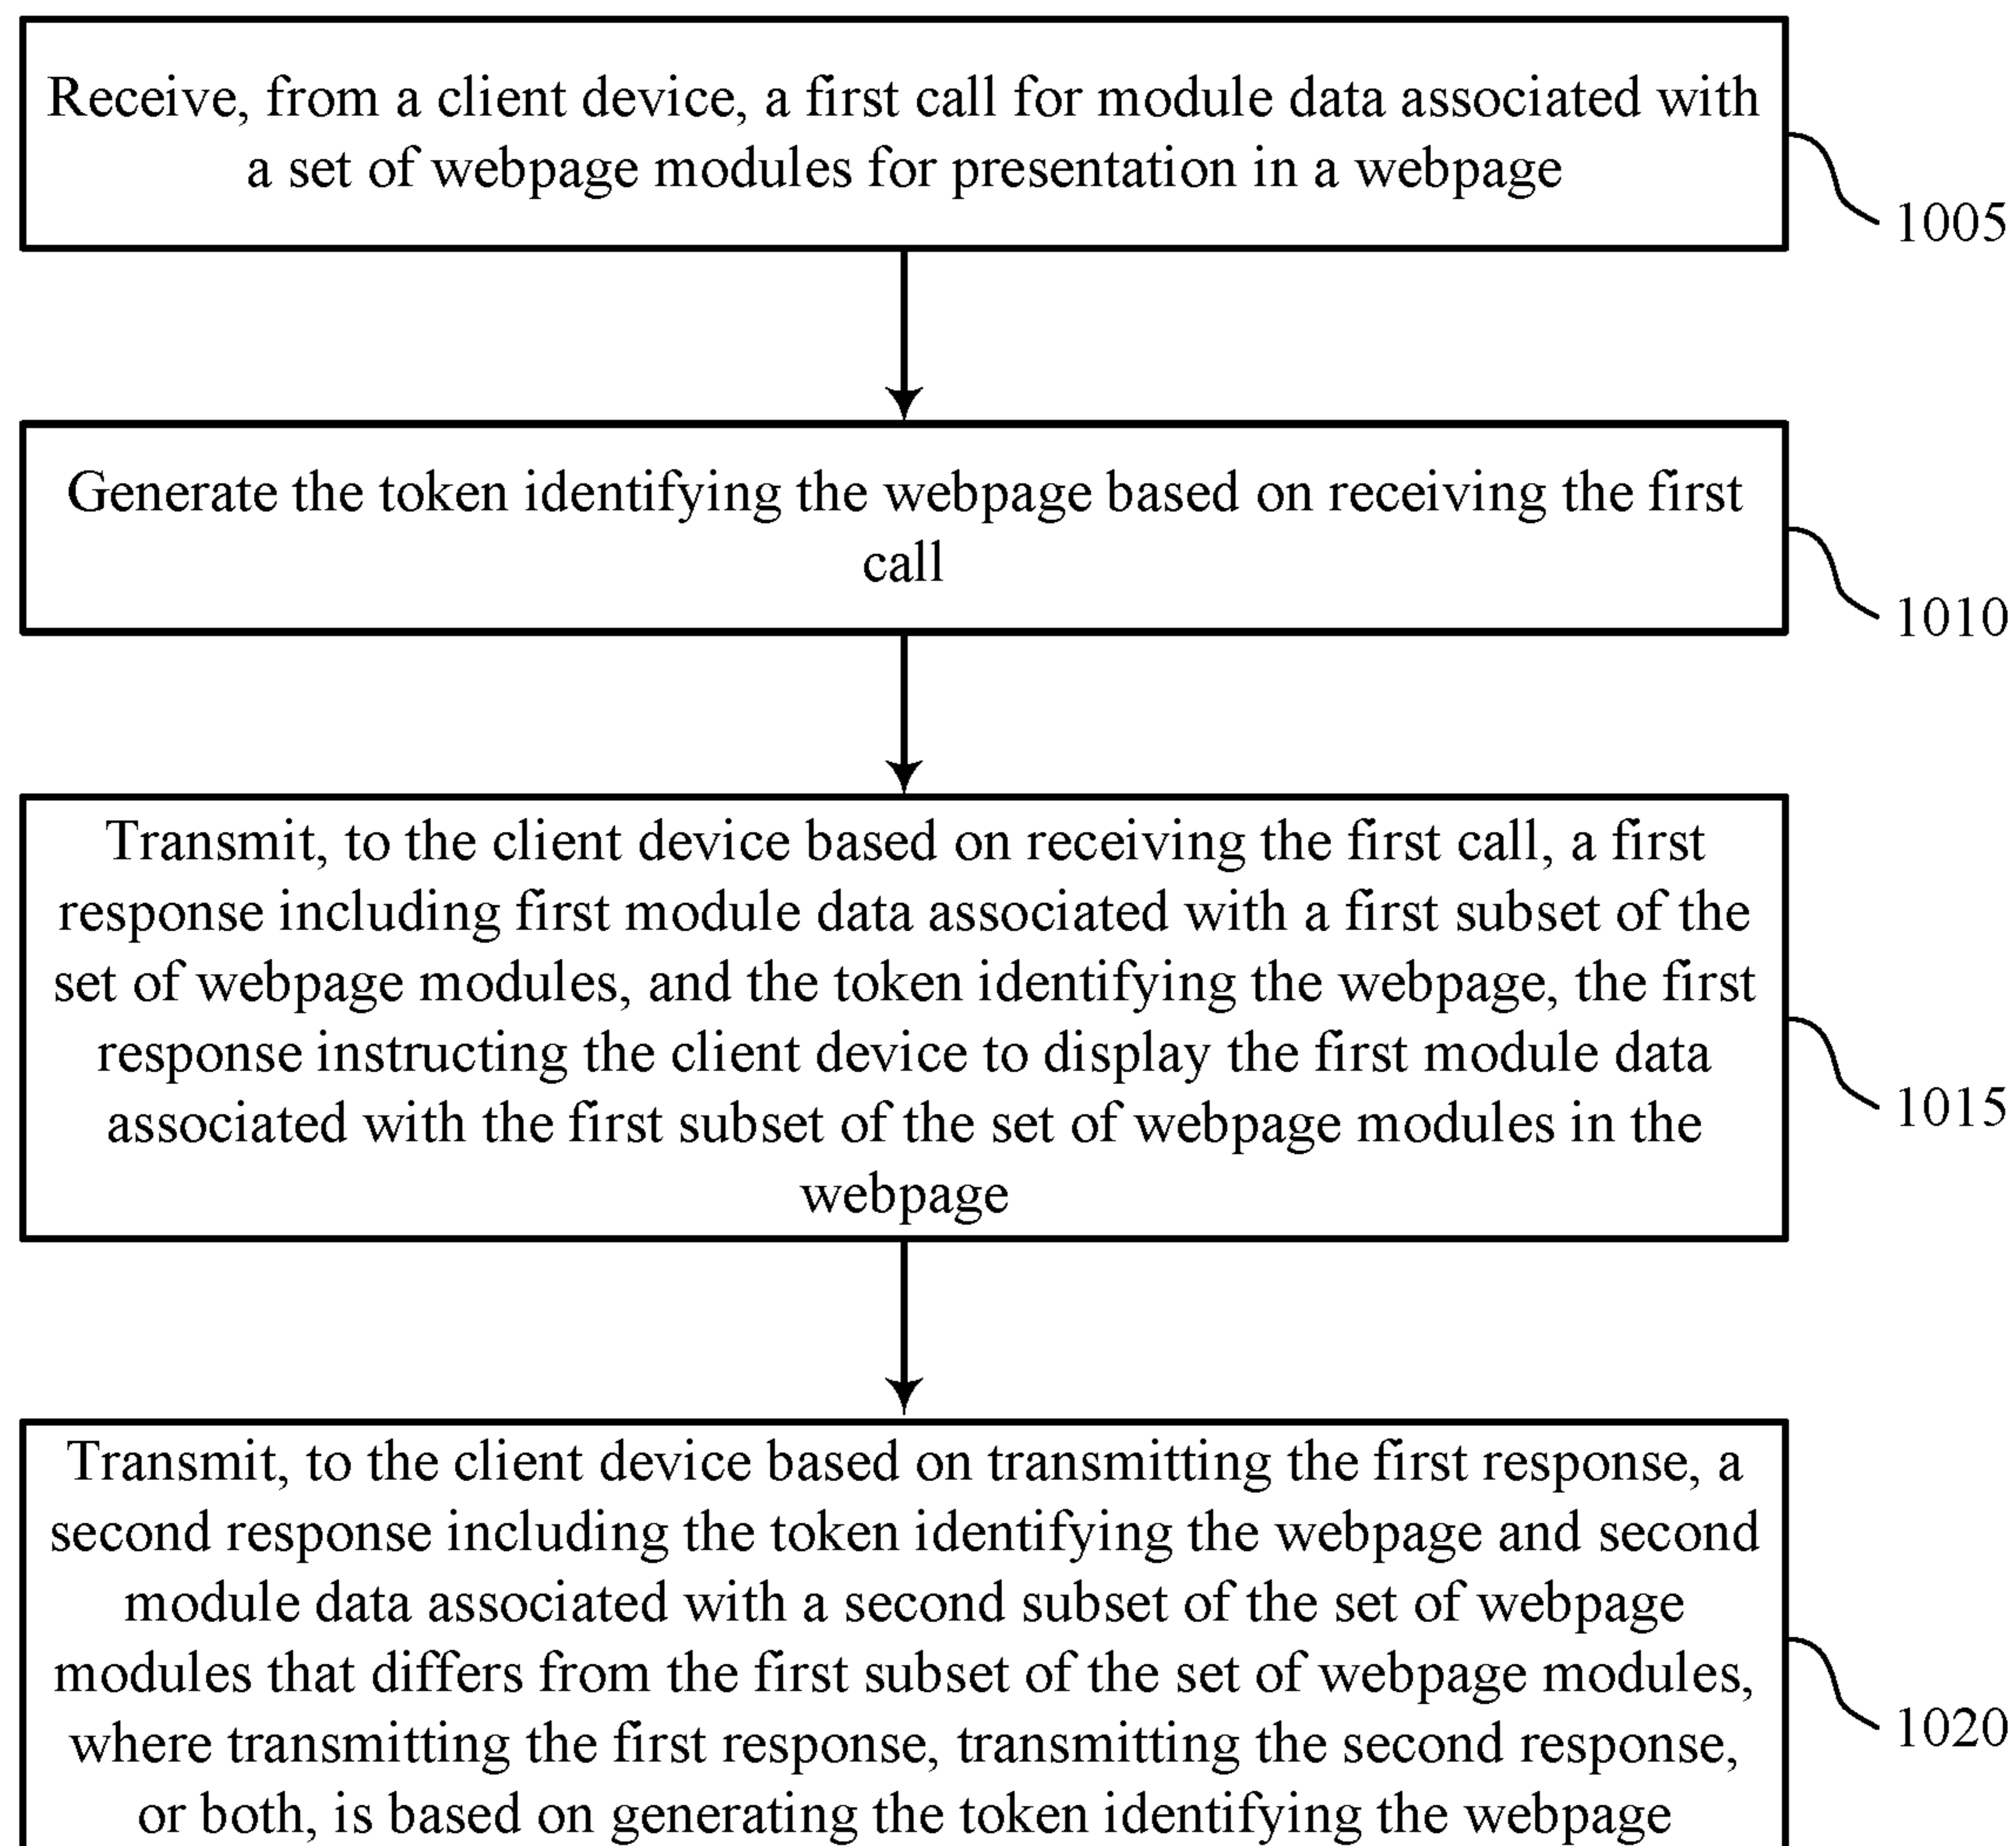 Receive, from a client device, a first call for module data associated with
a set of webpage modules for presentation in a webpage
1005
Generate the token identifying the webpage based on receiving the first
call
1010
Transmit, to the client device based on receiving the first call, a first
response including first module data associated with a first subset of the
set of webpage modules, and the token identifying the webpage, the first
response instructing the client device to display the first module data
associated with the first subset of the set of webpage modules in the
webpage
1015
Transmit, to the client device based on transmitting the first response, a
second response including the token identifying the webpage and second
module data associated with a second subset of the set of webpage
modules that differs from the first subset of the set of webpage modules,
where transmitting the first response, transmitting the second response,
or both, is based on generating the token identifying the webpage
1020